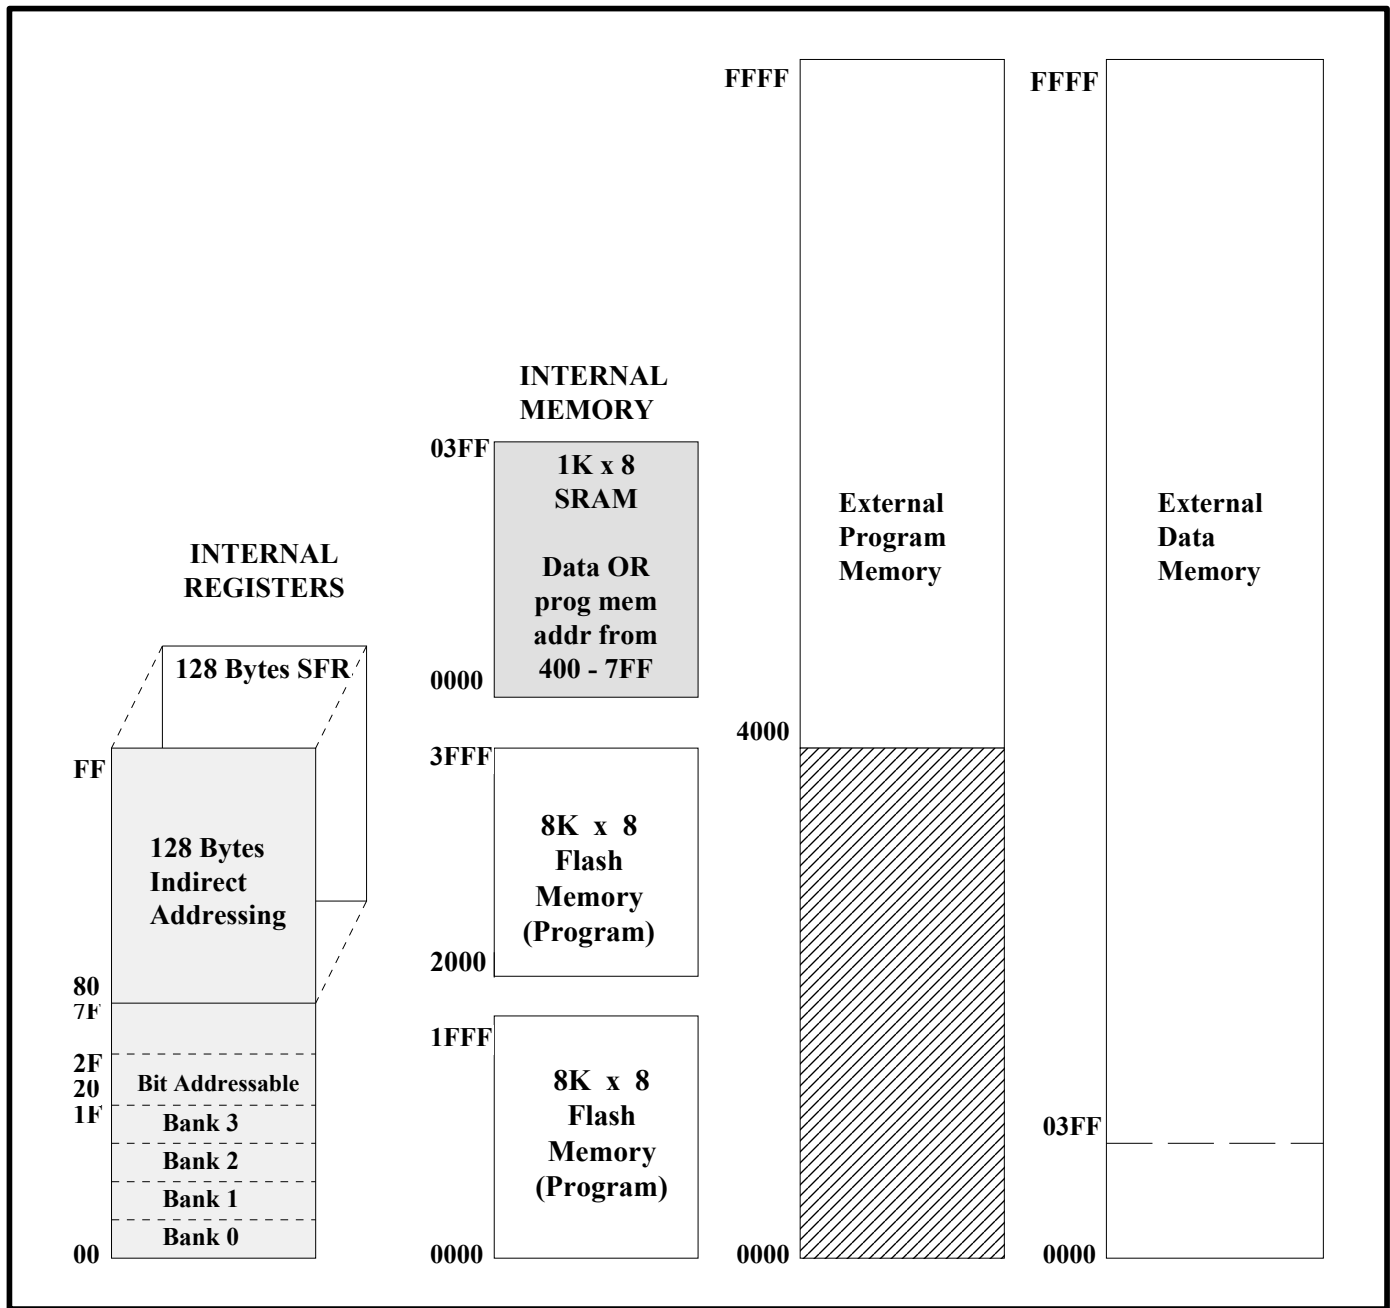 INTERNAL
REGISTERS
128 Bytes SFR
FF
128 Bytes
Indirect
Addressing
80
7F
2F
20
Bit Addressable
1F
Bank 3
Bank 2
Bank 1
Bank 0
00
INTERNAL
MEMORY
03FF
1K x 8
SRAM
Data OR
prog mem
addr from
400 - 7FF
0000
3FFF
8K x 8
Flash
Memory
(Program)
2000
1FFF
8K x 8
Flash
Memory
(Program)
0000
FFFF
External
Program
Memory
4000
0000
FFFF
External
Data
Memory
03FF
0000